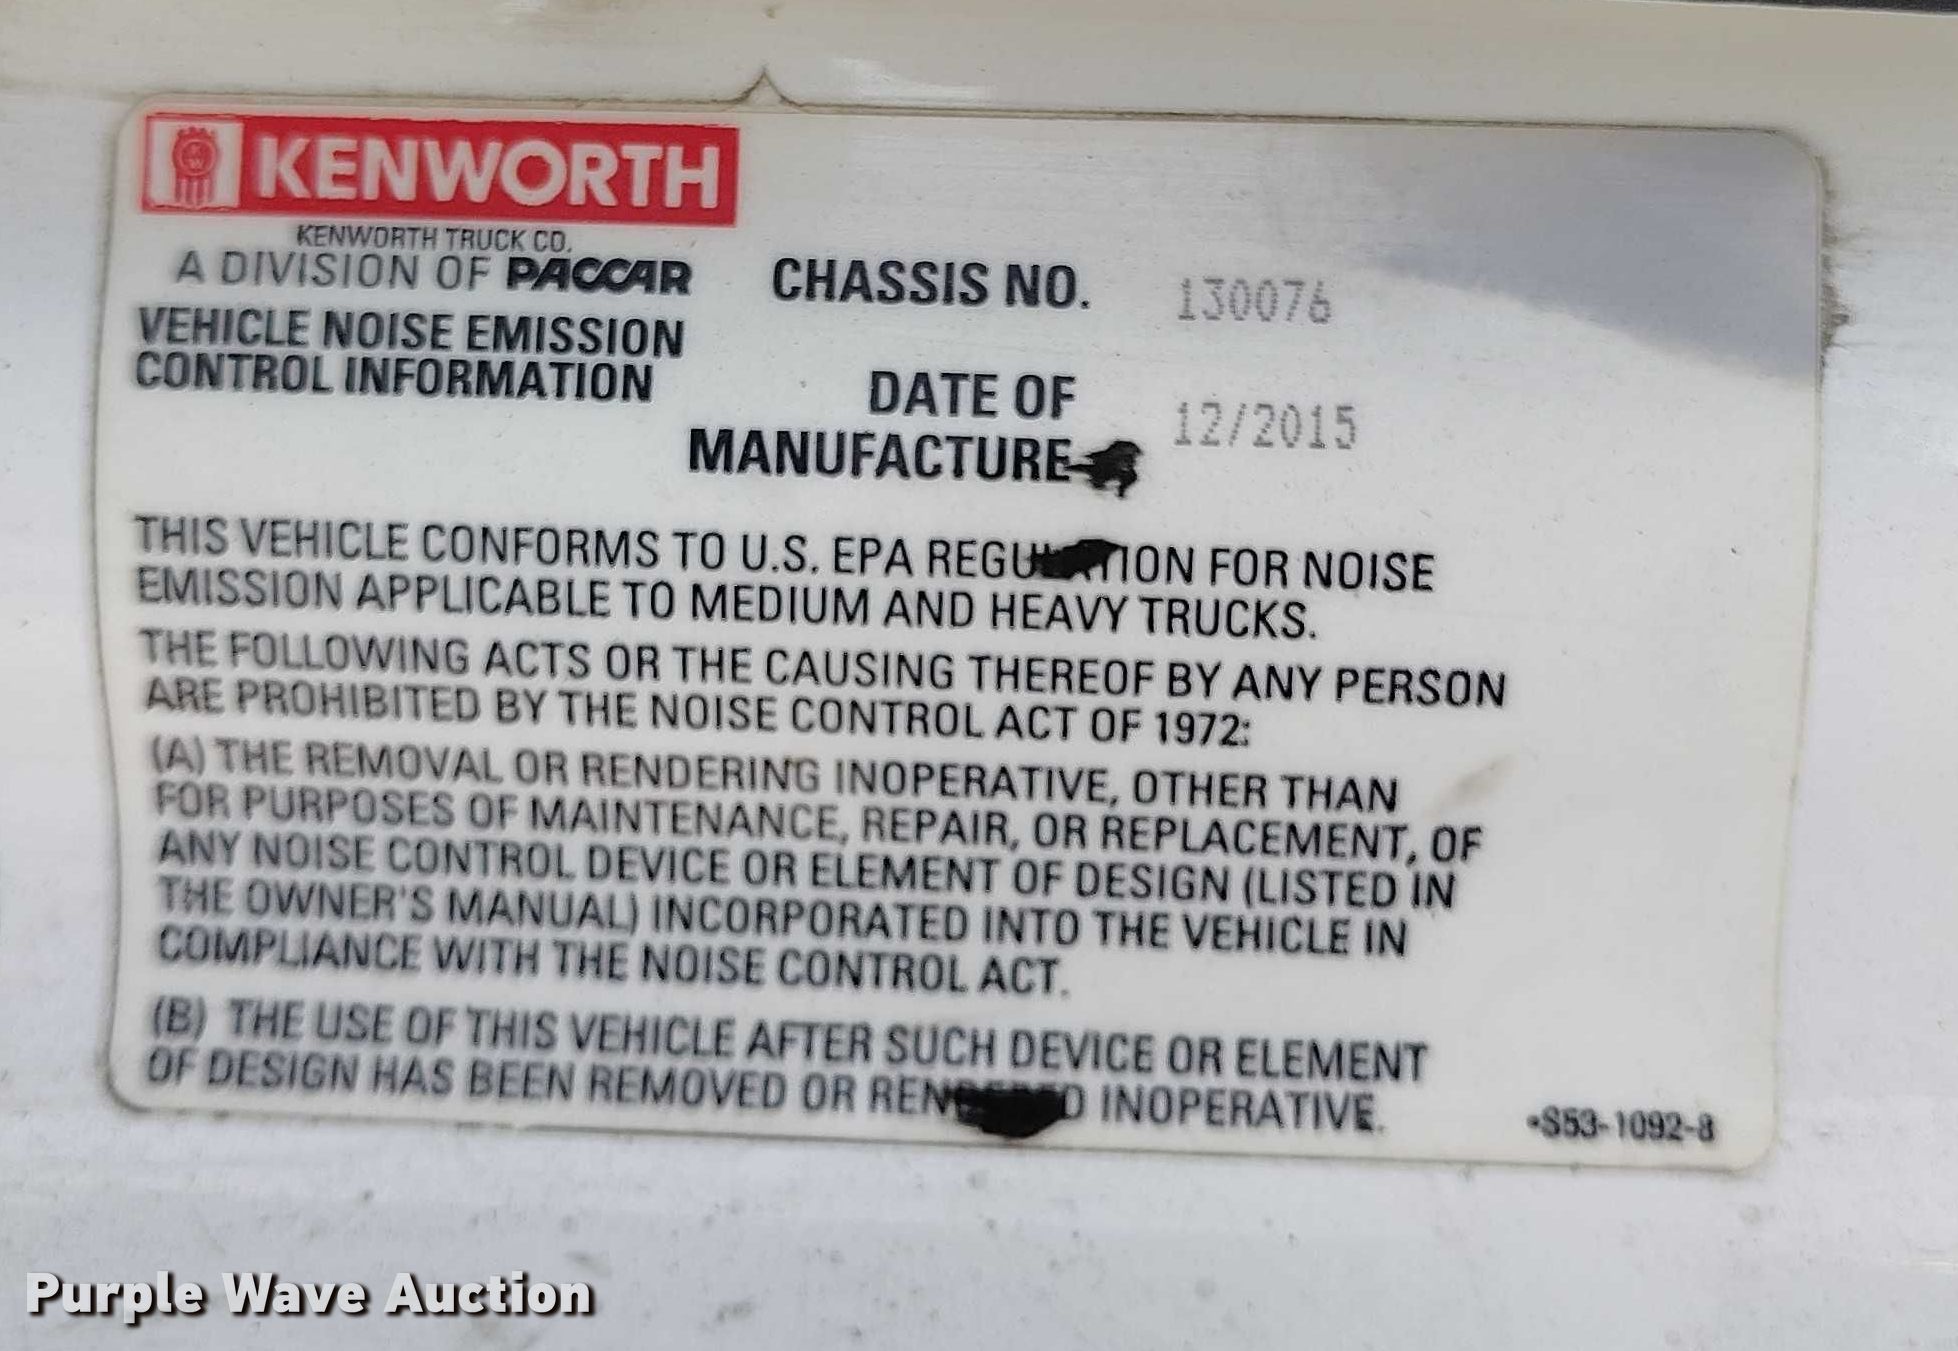 KENWORTH
KENWORTH TRUCK CO.
A DIVISION OF PACCAR
VEHICLE NOISE EMISSION
CONTROL INFORMATION
CHASSIS NO. 130076
DATE OF
MANUFACTURE 12/2015
THIS VEHICLE CONFORMS TO U.S. EPA REGULATION FOR NOISE
EMISSION APPLICABLE TO MEDIUM AND HEAVY TRUCKS.
THE FOLLOWING ACTS OR THE CAUSING THEREOF BY ANY PERSON
ARE PROHIBITED BY THE NOISE CONTROL ACT OF 1972:
(A) THE REMOVAL OR RENDERING INOPERATIVE, OTHER THAN
FOR PURPOSES OF MAINTENANCE, REPAIR, OR REPLACEMENT, OF
ANY NOISE CONTROL DEVICE OR ELEMENT OF DESIGN (LISTED IN
THE OWNER'S MANUAL) INCORPORATED INTO THE VEHICLE IN
COMPLIANCE WITH THE NOISE CONTROL ACT.
(B) THE USE OF THIS VEHICLE AFTER SUCH DEVICE OR ELEMENT
OF DESIGN HAS BEEN REMOVED OR RENDERED INOPERATIVE.
•S53-1092-8
Purple Wave Auction